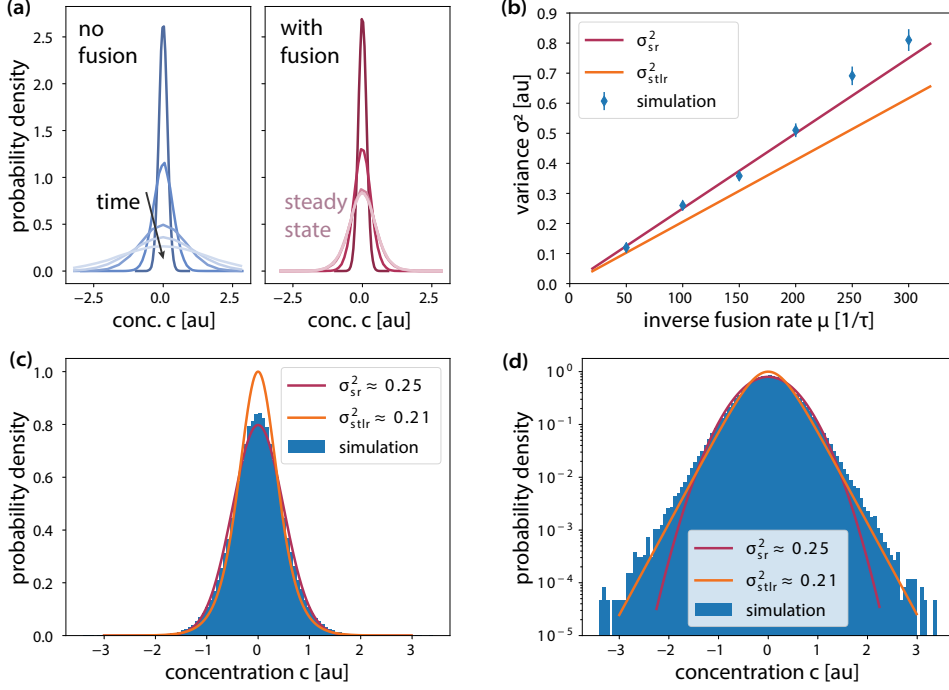 (a)
no
fusion
time
probability density
2.5
2.0
1.5
1.0
0.5
0.0
−2.5
0.0
2.5
conc. c [au]
with fusion
steady
state
−2.5
0.0
2.5
conc. c [au]
(b)
σ²sr
σ²stlr
simulation
variance σ² [au]
0.9
0.8
0.7
0.6
0.5
0.4
0.3
0.2
0.1
0.0
0
50
100
150
200
250
300
inverse fusion rate μ [1/τ]
(c)
σ²sr ≈ 0.25
σ²stlr ≈ 0.21
simulation
probability density
1.0
0.8
0.6
0.4
0.2
0.0
−3
−2
−1
0
1
2
3
concentration c [au]
(d)
σ²sr ≈ 0.25
σ²stlr ≈ 0.21
simulation
probability density
10⁰
10⁻¹
10⁻²
10⁻³
10⁻⁴
10⁻⁵
−3
−2
−1
0
1
2
3
concentration c [au]